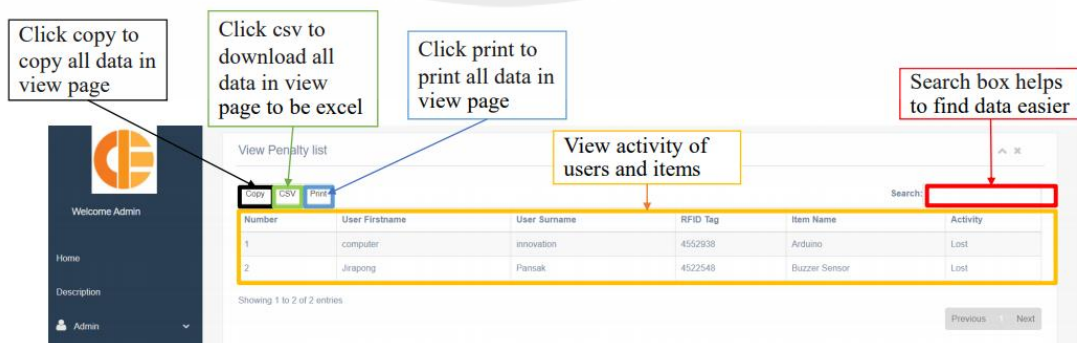 Click copy to
copy all data in
view page
Click csv to
download all
data in view
page to be excel
Click print to
print all data in
view page
Search box helps
to find data easier
View activity of
users and items
Welcome Admin
Home
Description
Admin
View Penalty list
Copy CSV Print
Search:
Number User Firstname User Surname RFID Tag Item Name Activity
1 computer innovation 4552938 Arduino Lost
2 Jirapong Pansak 4522548 Buzzer Sensor Lost
Showing 1 to 2 of 2 entries
Previous 1 Next